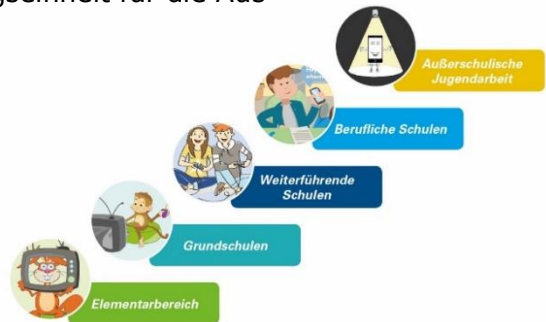 für die Aus
Außerschulische
Jugendarbeit
Berufliche Schulen
Weiterführende
Schulen
Grundschulen
Elementarbereich